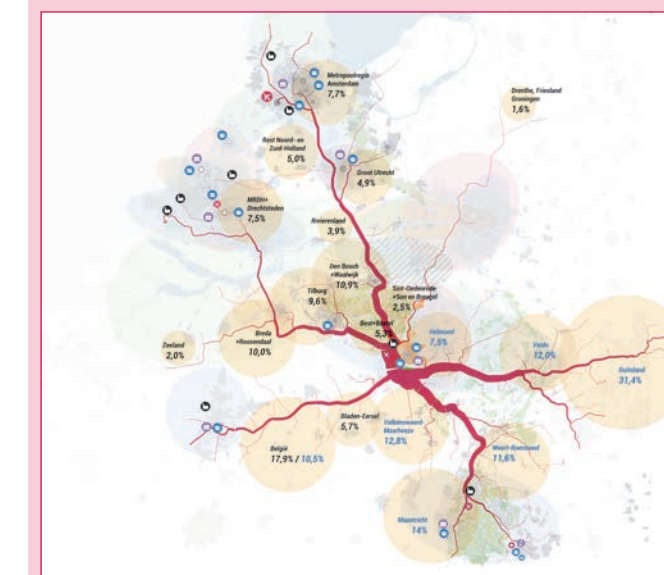 Metropoolregio
Amsterdam
7,7%
Drenthe, Friesland
Groningen
1,6%
Rest Noord- en
Zuid-Holland
5,0%
Groot Utrecht
4,9%
MRDH+
Drechtsteden
7,5%
Rivierenland
3,9%
Den Bosch
+Waalwijk
10,9%
Sint-Oedenrode
+Son en Breugel
2,5%
Tilburg
9,6%
Best+Boxtel
5,3%
Helmond
7,5%
Zeeland
2,0%
Breda
+Roosendaal
10,0%
Venlo
12,0%
Duitsland
31,4%
Bladen-Eersel
5,7%
Valkenswaard-
Maarheeze
12,8%
België
17,9% / 10,5%
Weert-Roermond
11,6%
Maastricht
14%